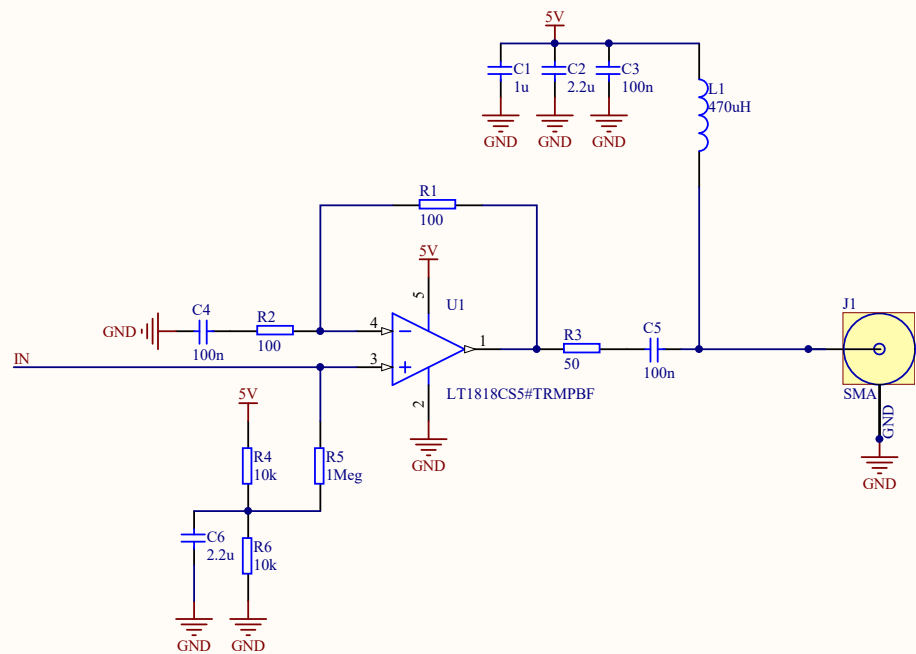 5V
C1
1u
GND
C2
2.2u
GND
C3
100n
GND
L1
470uH
R1
100
5V
5
U1
C4
GND
100n
R2
100
4
3
1
2
LT1818CS5#TRMPBF
GND
R3
50
C5
100n
J1
SMA
GND
GND
IN
5V
R4
10k
R5
1Meg
C6
2.2u
R6
10k
GND
GND